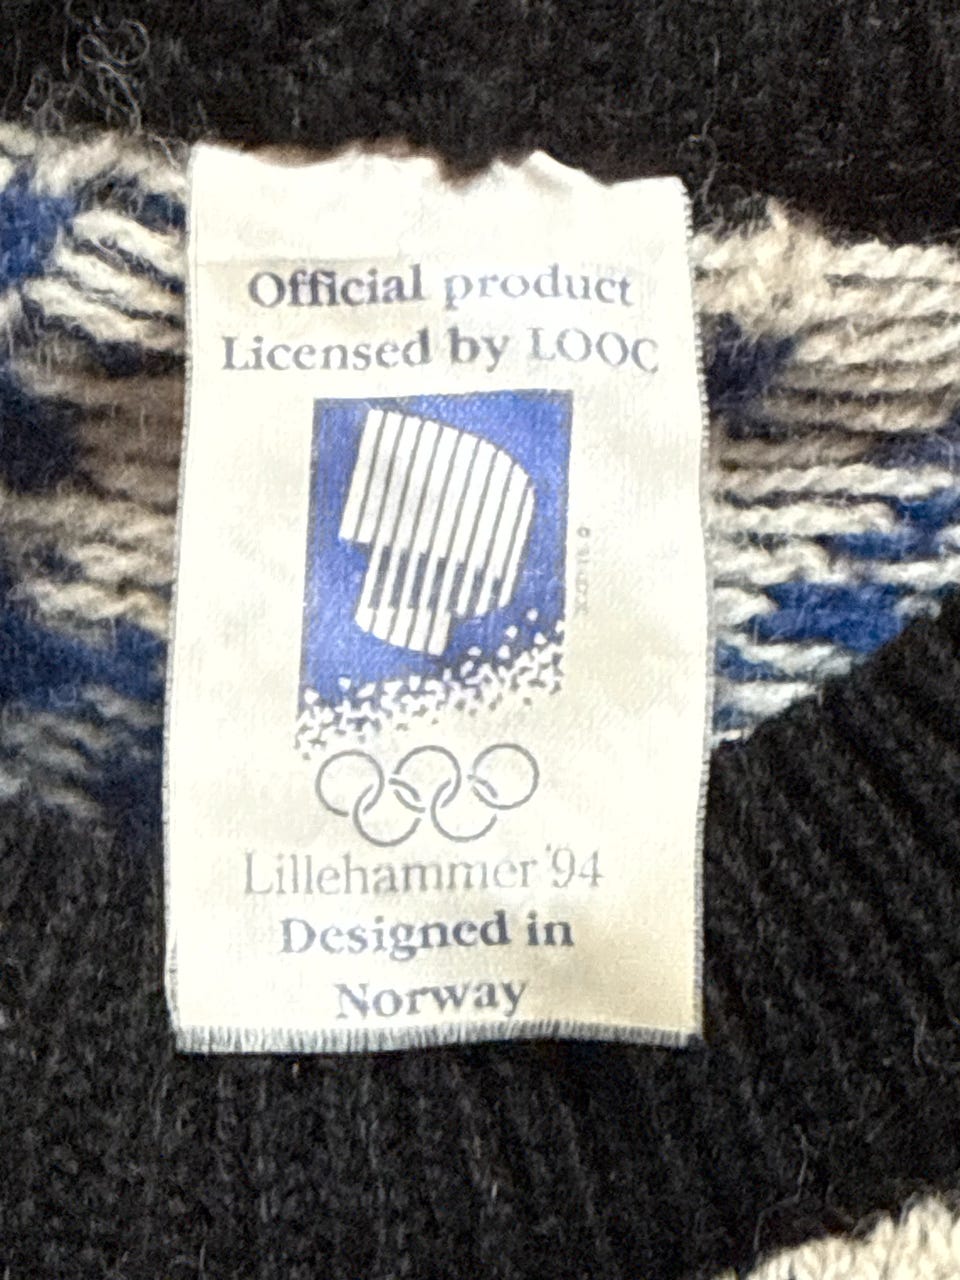 Official product
Licensed by LOOC
Lillehammer '94
Designed in
Norway